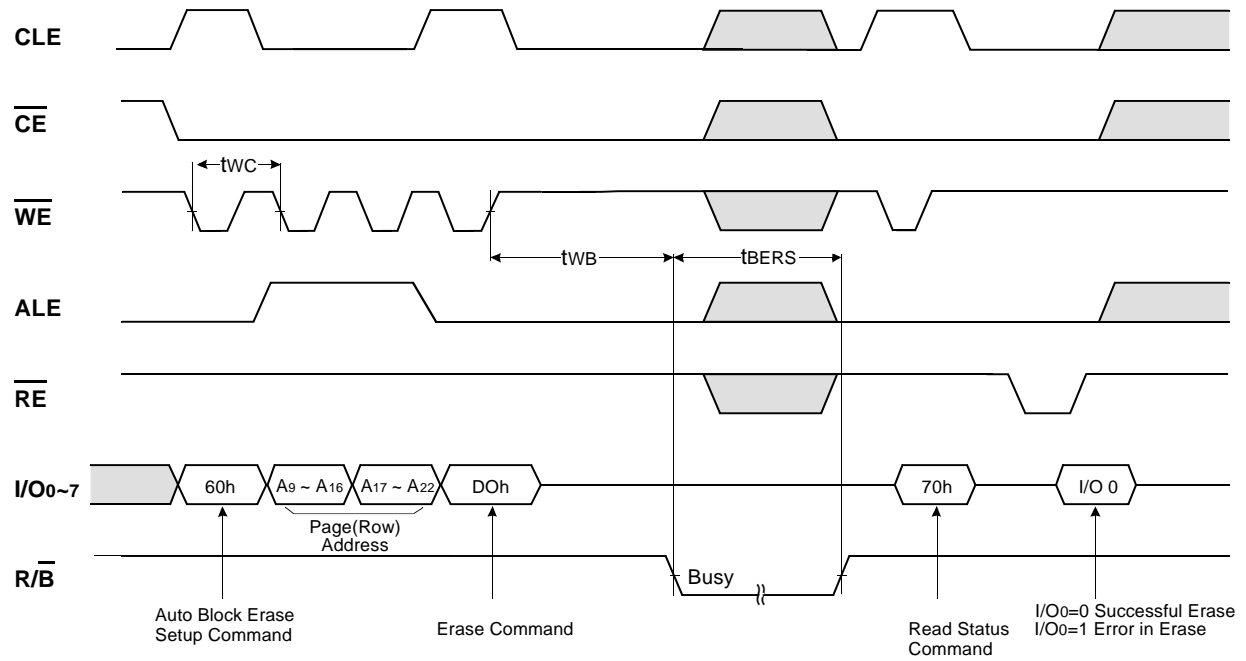 CLE
CE
tWC
WE
tWB
tBERS
ALE
RE
I/O0~7
60h
A9 ~ A16
A17 ~ A22
DOh
70h
I/O 0
Page(Row)
Address
R/B
Busy
Auto Block Erase
Setup Command
Erase Command
Read Status
Command
I/O0=0 Successful Erase
I/O0=1 Error in Erase